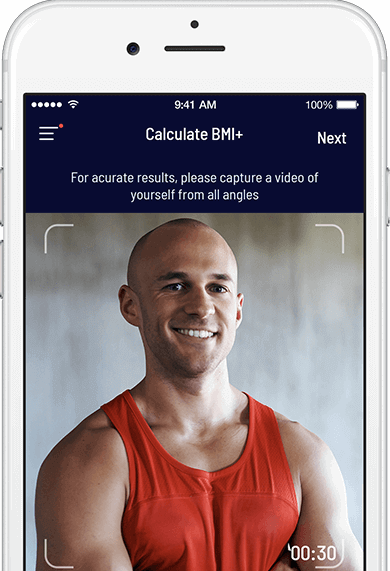 9:41 AM 100%
Calculate BMI+ Next
For acurate results, please capture a video of
yourself from all angles
00:30